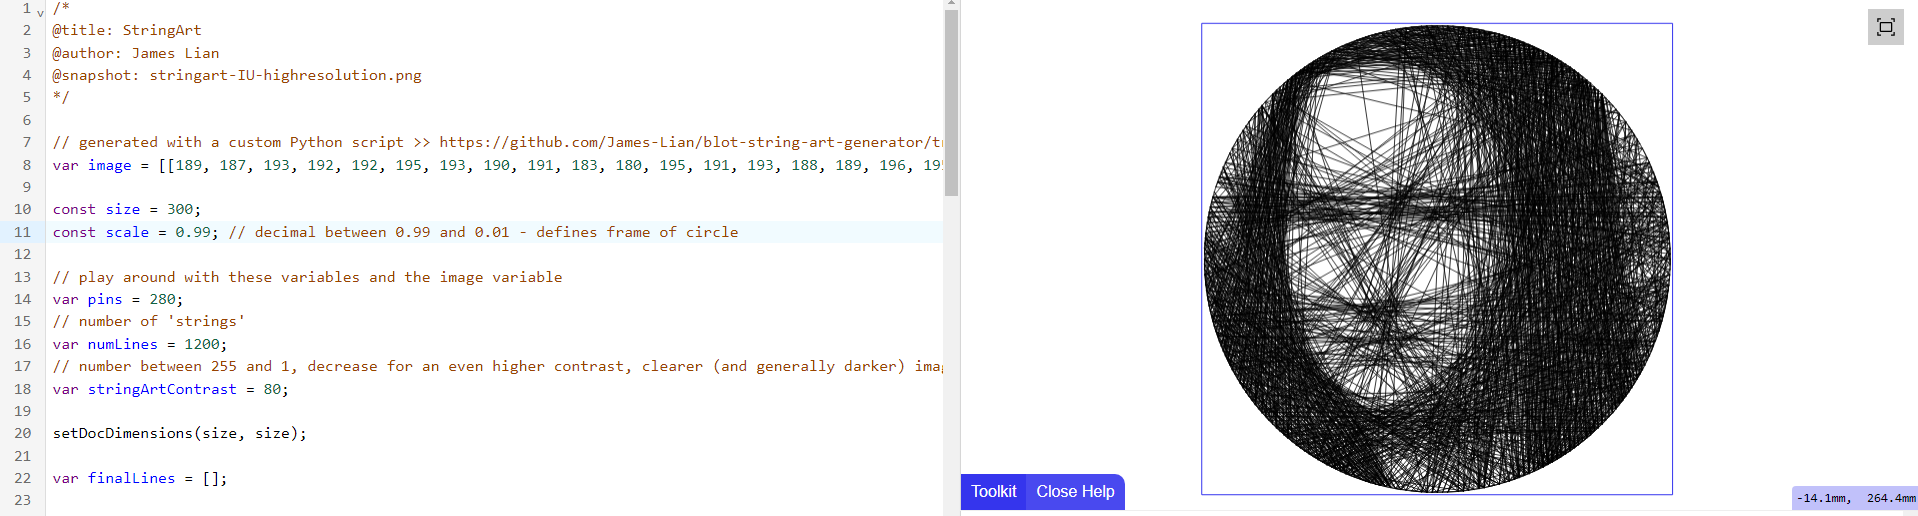 1 /*
2 @title: StringArt
3 @author: James Lian
4 @snapshot: stringart-IU-highresolution.png
5 */
6
7 // generated with a custom Python script >> https://github.com/James-Lian/blot-string-art-generator/
8 var image = [[189, 187, 193, 192, 192, 195, 193, 190, 191, 183, 180, 195, 191, 193, 188, 189, 196,
9
10 const size = 300;
11 const scale = 0.99; // decimal between 0.99 and 0.01 - defines frame of circle
12
13 // play around with these variables and the image variable
14 var pins = 280;
15 // number of 'strings'
16 var numLines = 1200;
17 // number between 255 and 1, decrease for an even higher contrast, clearer (and generally darker)
18 var stringArtContrast = 80;
19
20 setDocDimensions(size, size);
21
22 var finalLines = [];
23
Toolkit Close Help
-14.1mm, 264.4mm